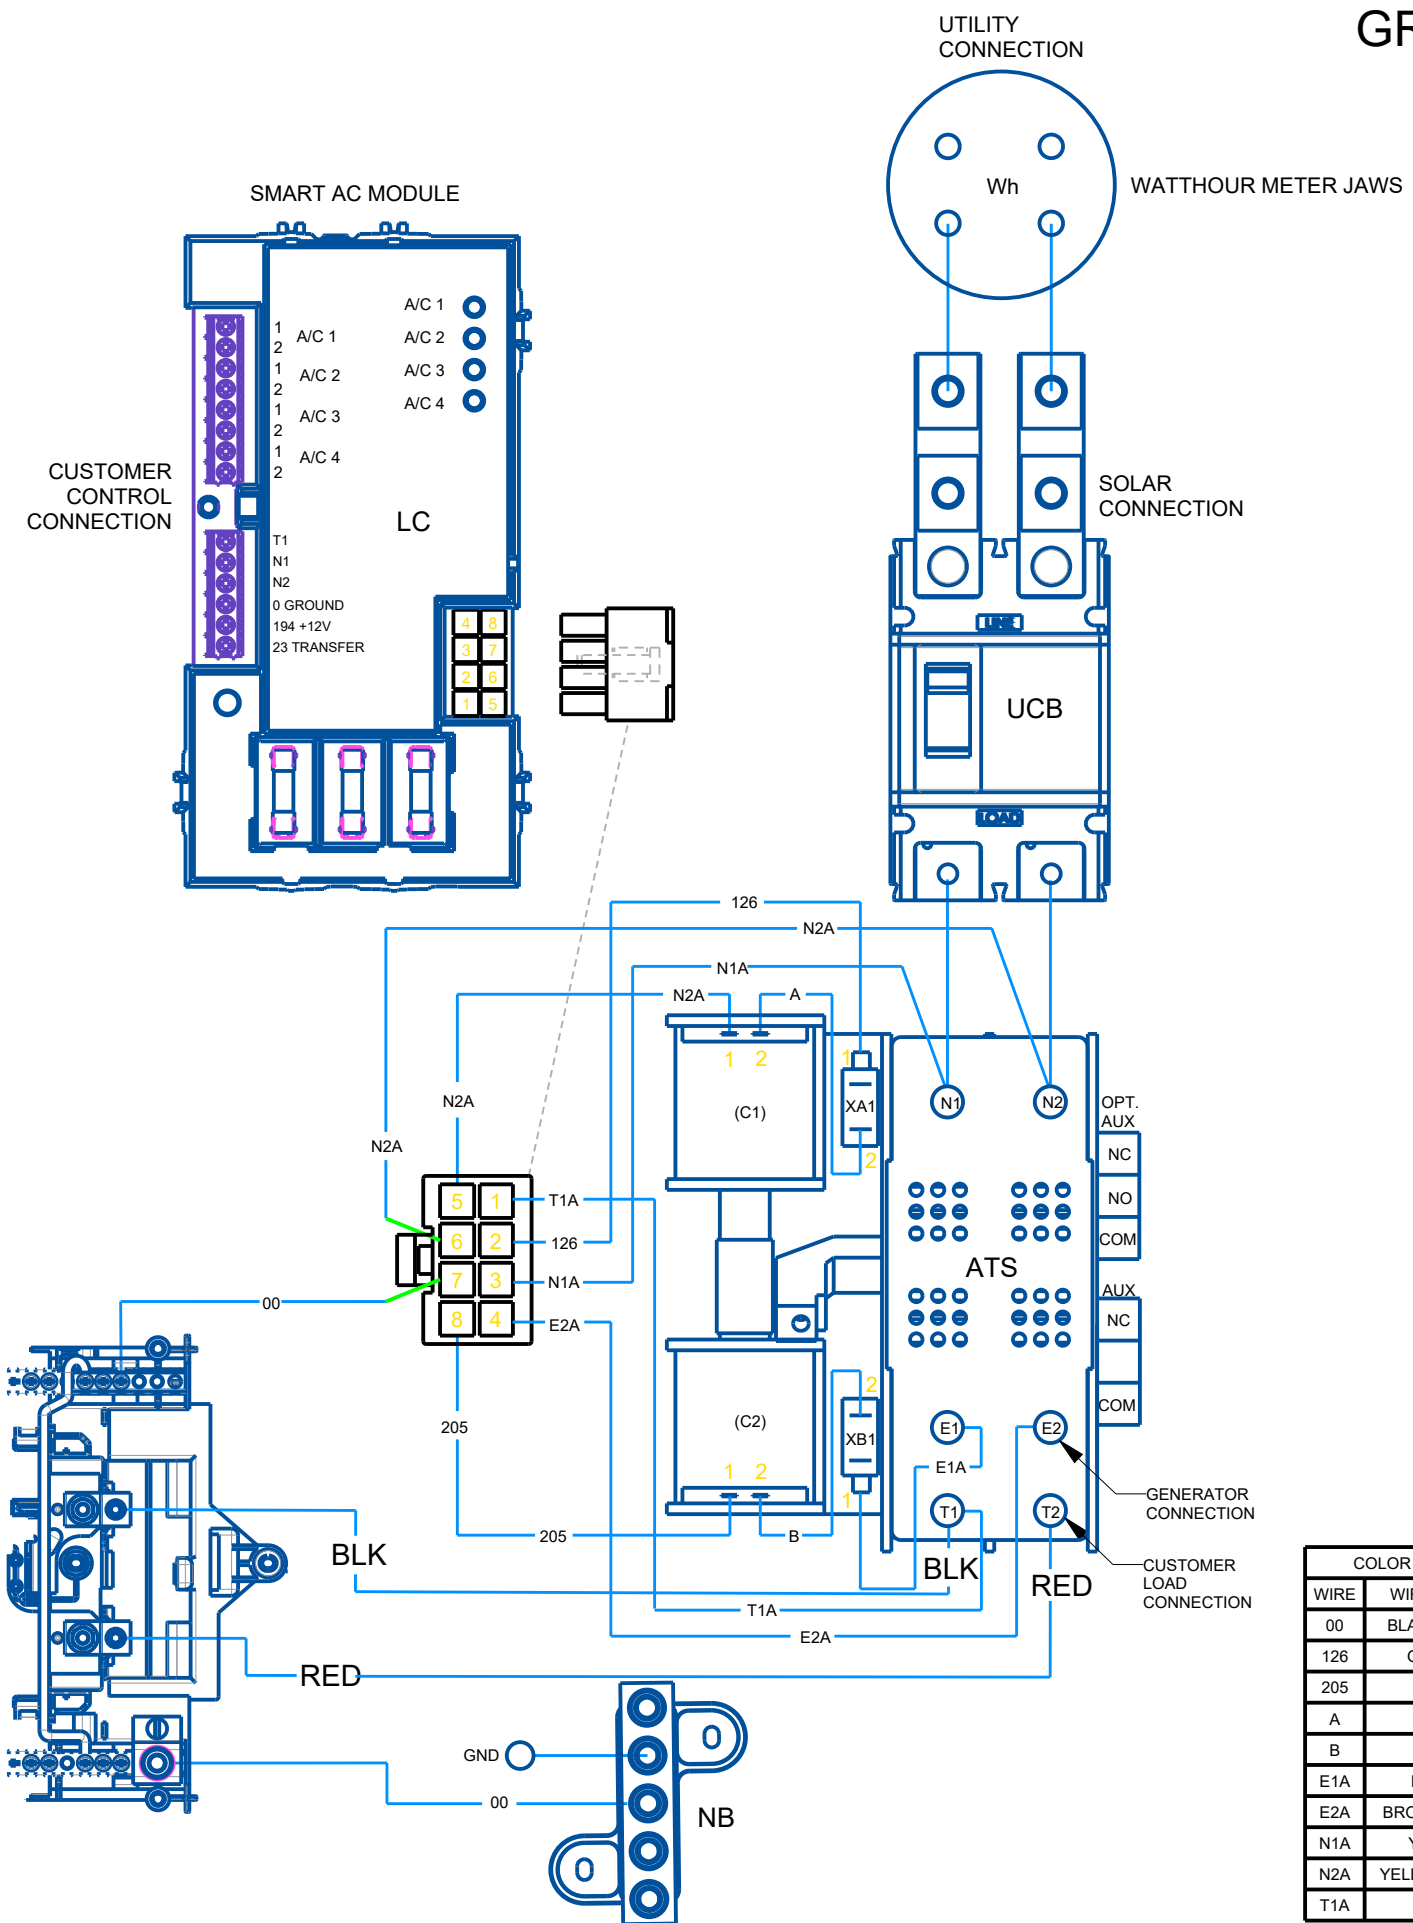 GR
UTILITY
CONNECTION
Wh
WATTHOUR METER JAWS
SMART AC MODULE
A/C 1
A/C 2
A/C 3
A/C 4
1
2
A/C 1
1
2
A/C 2
1
2
A/C 3
1
2
A/C 4
CUSTOMER
CONTROL
CONNECTION
LC
T1
N1
N2
0 GROUND
194 +12V
23 TRANSFER
4 8
3 7
2 6
1 5
SOLAR
CONNECTION
LINE
UCB
LOAD
126
N2A
N1A
N2A
A
1 2
(C1)
1
XA1
2
N1
N2
OPT.
AUX
NC
NO
COM
N2A
N2A
5 1
6 2
7 3
8 4
T1A
126
N1A
E2A
00
ATS
AUX
NC
COM
205
(C2)
1 2
2
XB1
1
E1
E2
E1A
T1
T2
GENERATOR
CONNECTION
205
B
BLK
BLK
RED
CUSTOMER
LOAD
CONNECTION
T1A
E2A
RED
GND
00
NB
COLOR
WIRE WIR
00 BLA
126
205
A
B
E1A
E2A BRO
N1A Y
N2A YELL
T1A